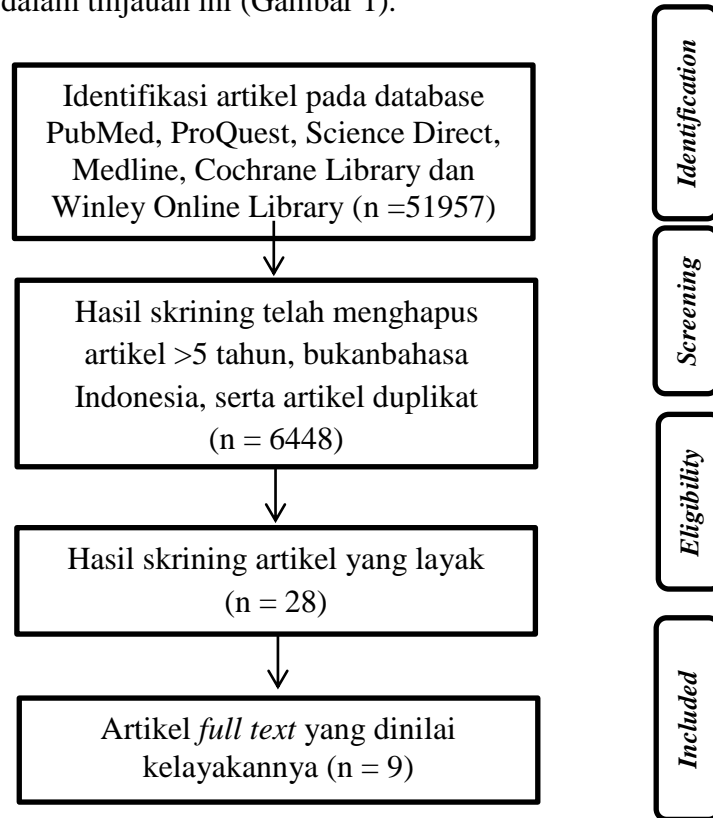 dalam tinjauan ini (Gambar 1).
Identifikasi artikel pada database
PubMed, ProQuest, Science Direct,
Medline, Cochrane Library dan
Winley Online Library (n =51957)
Identification
Hasil skrining telah menghapus
artikel >5 tahun, bukanbahasa
Indonesia, serta artikel duplikat
(n = 6448)
Screening
Hasil skrining artikel yang layak
(n = 28)
Eligibility
Artikel full text yang dinilai
kelayakannya (n = 9)
Included